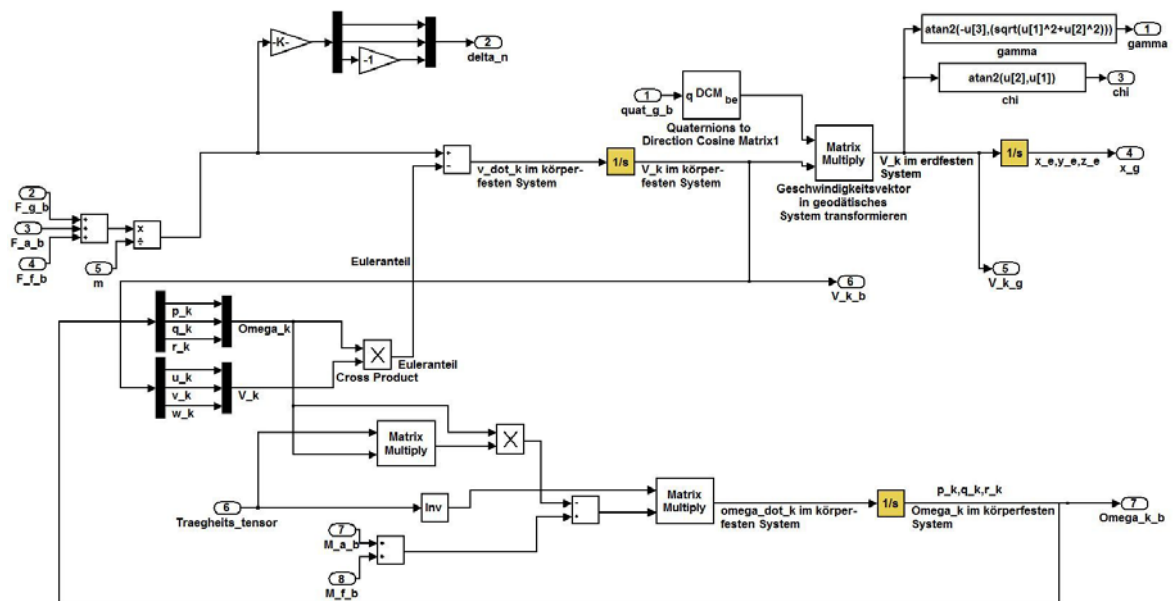 -K-
-1
2
delta_n
atan2(-u[3],(sqrt(u[1]^2+u[2]^2)))
gamma
1
gamma
atan2(u[2],u[1])
chi
3
chi
1
quat_g_b
q DCM be
Quaternions to
Direction Cosine Matrix1
+
−
v_dot_k im körper-
festen System
1/s
V_k im körper-
festen System
Matrix
Multiply
Geschwindigkeitsvektor
in geodätisches
System transformieren
V_k im erdfesten
System
1/s
x_e,y_e,z_e
4
x_g
2
F_g_b
3
F_a_b
4
F_f_b
+
+
+
×
÷
5
m
Euleranteil
6
V_k_b
5
V_k_g
p_k
q_k
r_k
Omega_k
Euleranteil
Cross Product
u_k
v_k
w_k
V_k
Matrix
Multiply
6
Traegheits_tensor
Inv
7
M_a_b
8
M_f_b
+
+
−
+
Matrix
Multiply
omega_dot_k im körper-
festen System
1/s
p_k,q_k,r_k
Omega_k im körperfesten
System
7
Omega_k_b